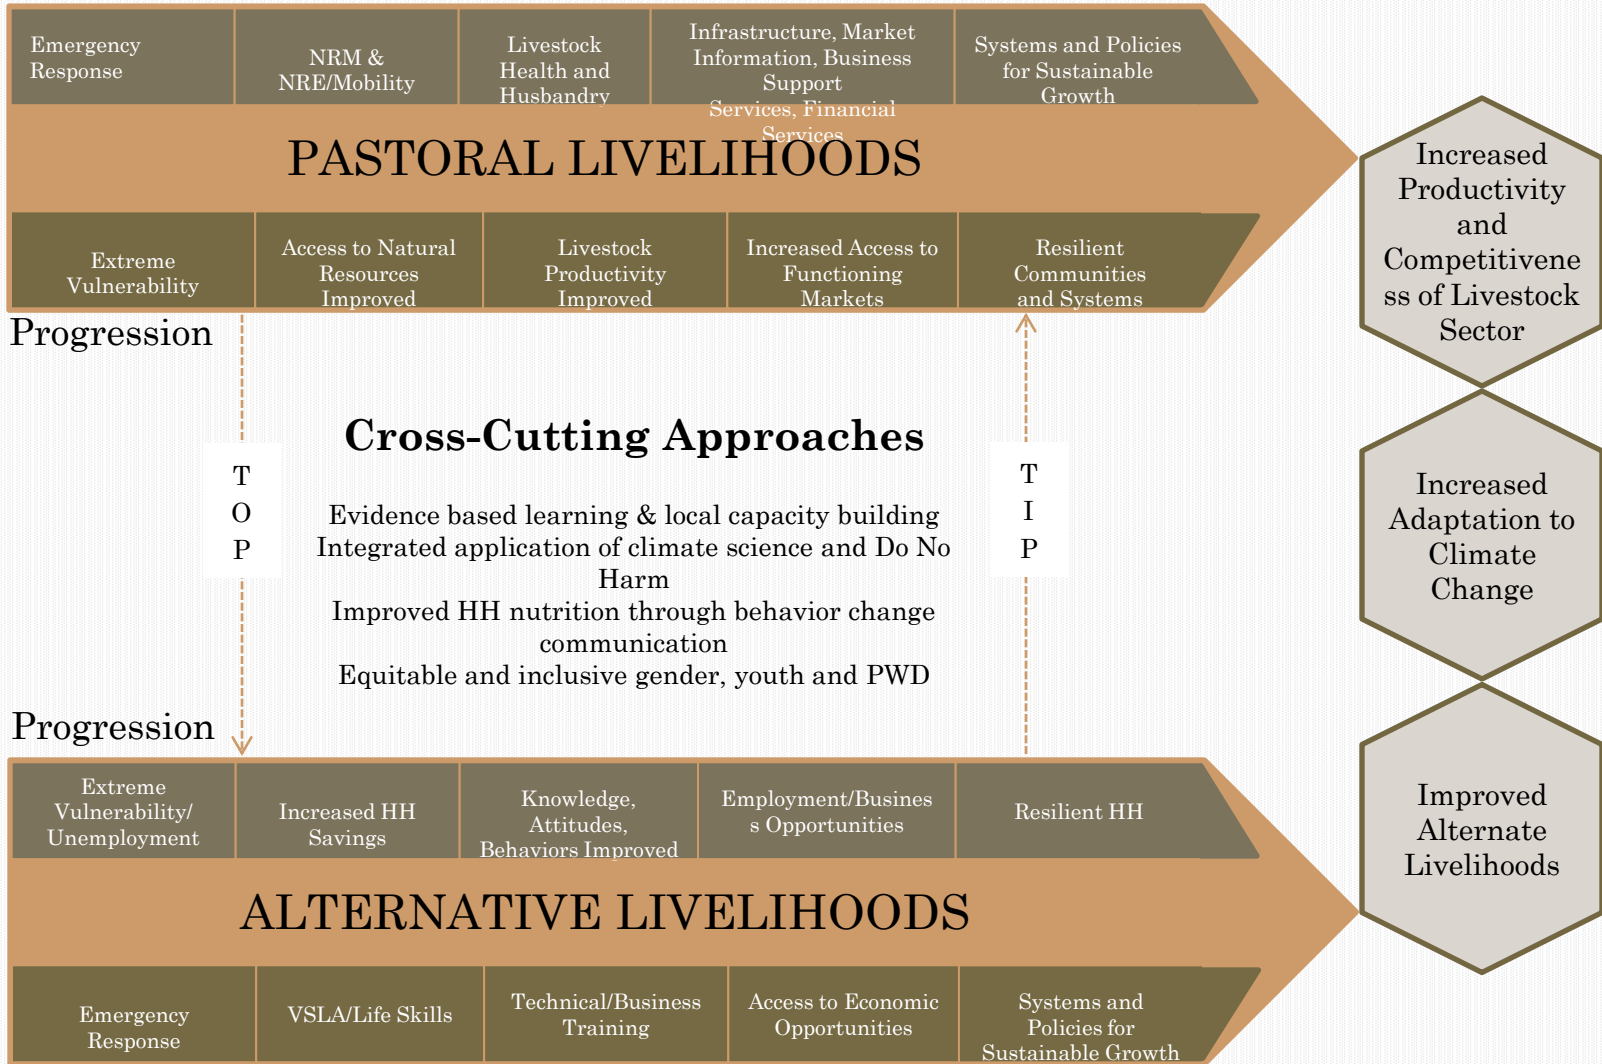 Emergency
Response
NRM &
NRE/Mobility
Livestock
Health and
Husbandry
Infrastructure, Market
Information, Business
Support
Services, Financial
Services
Systems and Policies
for Sustainable
Growth
PASTORAL LIVELIHOODS
Extreme
Vulnerability
Access to Natural
Resources
Improved
Livestock
Productivity
Improved
Increased Access to
Functioning
Markets
Resilient
Communities
and Systems
Progression
T
O
P
Cross-Cutting Approaches
Evidence based learning & local capacity building
Integrated application of climate science and Do No
Harm
Improved HH nutrition through behavior change
communication
Equitable and inclusive gender, youth and PWD
T
I
P
Progression
Extreme
Vulnerability/
Unemployment
Increased HH
Savings
Knowledge,
Attitudes,
Behaviors Improved
Employment/Busines
s Opportunities
Resilient HH
ALTERNATIVE LIVELIHOODS
Emergency
Response
VSLA/Life Skills
Technical/Business
Training
Access to Economic
Opportunities
Systems and
Policies for
Sustainable Growth
Increased
Productivity
and
Competitivene
ss of Livestock
Sector
Increased
Adaptation to
Climate
Change
Improved
Alternate
Livelihoods